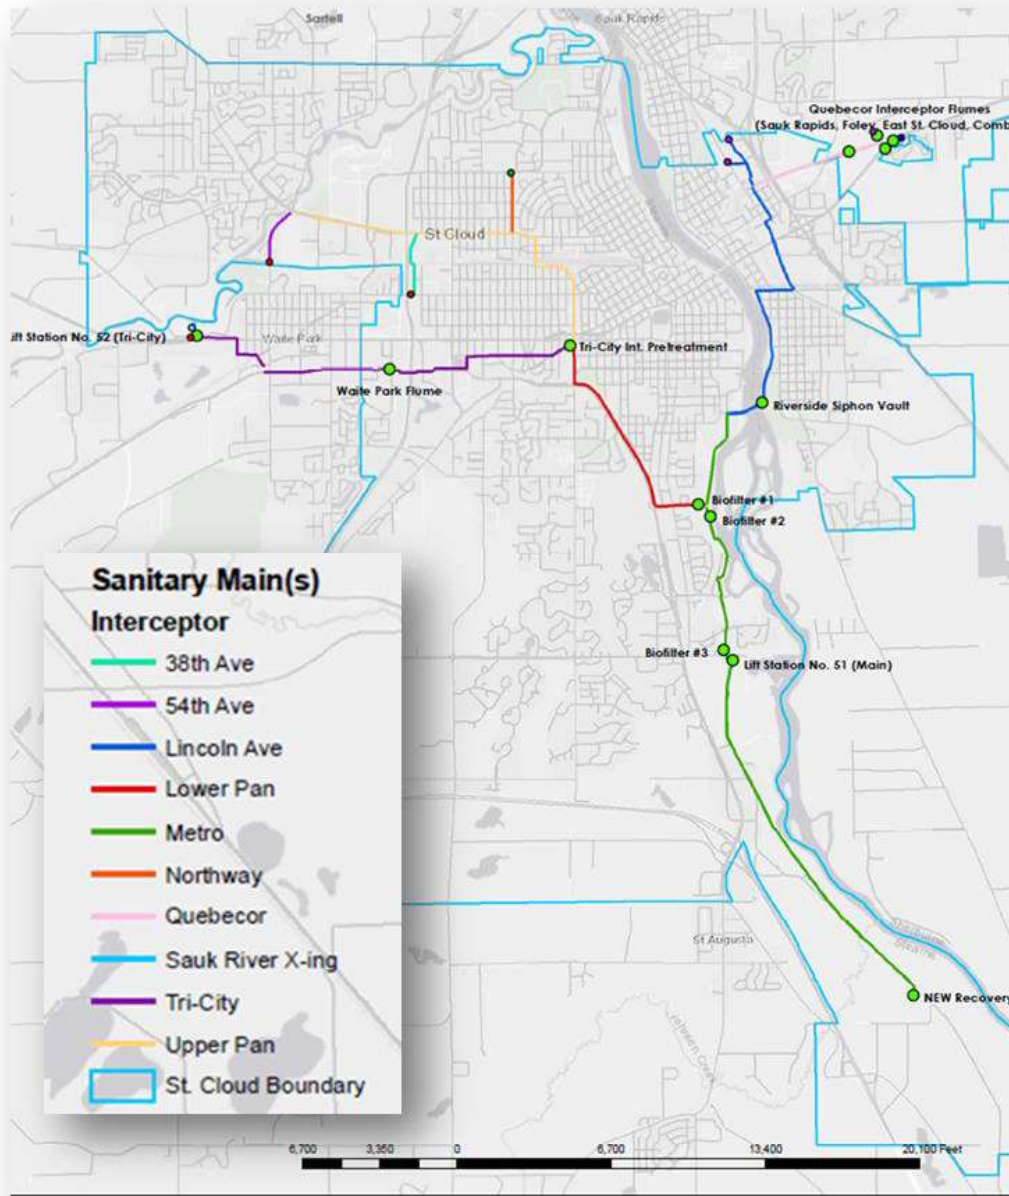 Sartell
Sauk Rapids
Quebecor Interceptor Flumes
(Sauk Rapids, Foley, East St. Cloud, Comb
St Cloud
ift Station No. 52 (Tri-City)
Waite Park
Tri-City Int. Pretreatment
Waite Park Flume
Riverside Siphon Vault
Biofilter #1
Biofilter #2
Biofilter #3
Lift Station No. 51 (Main)
Sanitary Main(s)
Interceptor
38th Ave
54th Ave
Lincoln Ave
Lower Pan
Metro
Northway
Quebecor
Sauk River X-ing
Tri-City
Upper Pan
St. Cloud Boundary
St Augusta
Sherburne
Stearns
NEW Recovery
Johnson Creek
6,700 3,350 0 6,700 13,400 20,100 Feet